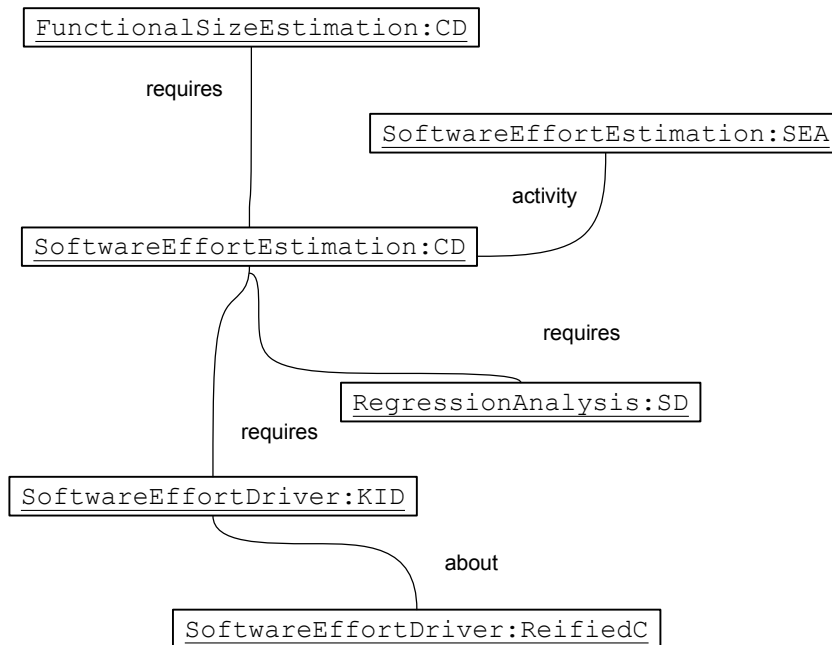 FunctionalSizeEstimation:CD
requires
SoftwareEffortEstimation:SEA
activity
SoftwareEffortEstimation:CD
requires
RegressionAnalysis:SD
requires
SoftwareEffortDriver:KID
about
SoftwareEffortDriver:ReifiedC